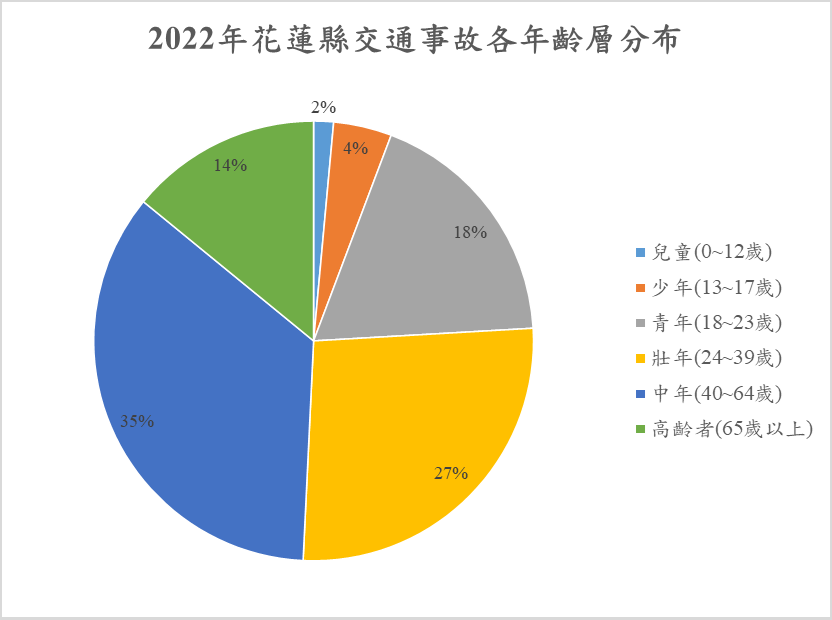 2022年花蓮縣交通事故各年齡層分布
2%
4%
14%
18%
35%
27%
兒童(0~12歲)
少年(13~17歲)
青年(18~23歲)
壯年(24~39歲)
中年(40~64歲)
高齡者(65歲以上)